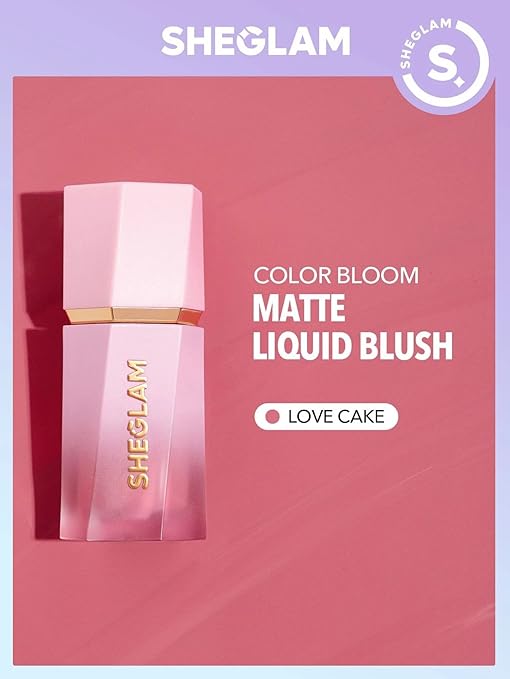 SHEGLAM
SHEGLAM
S
COLOR BLOOM
MATTE
LIQUID BLUSH
LOVE CAKE
SHEGLAM